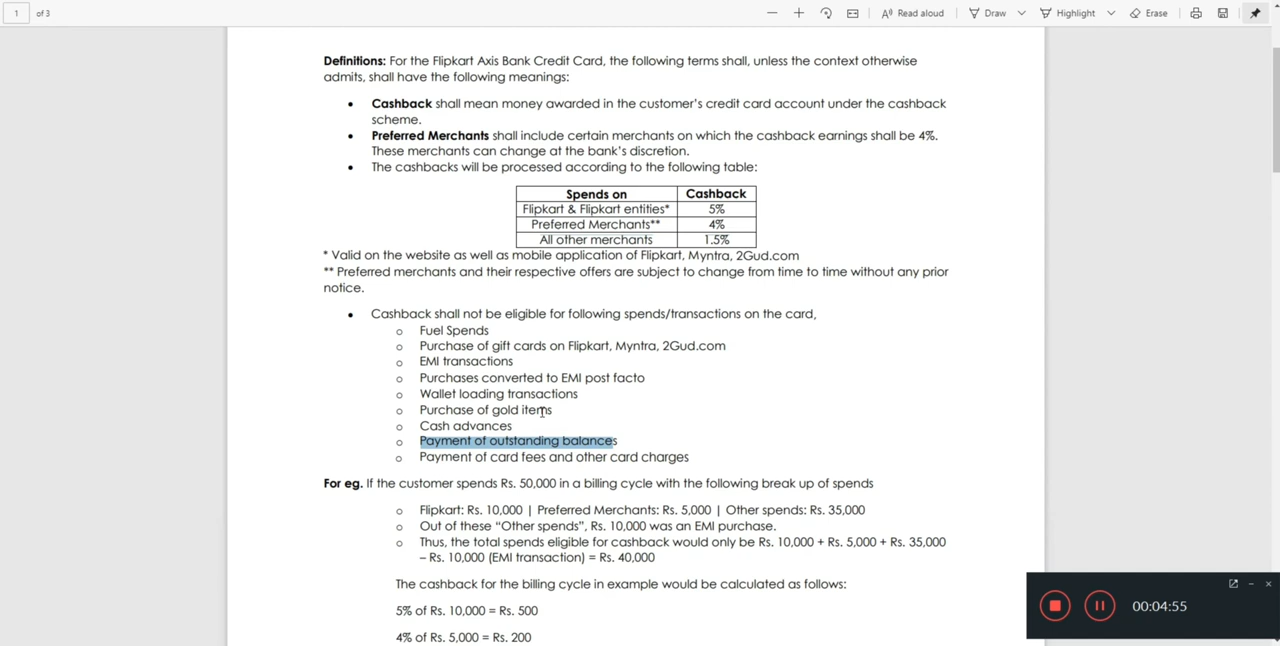 1 of 3 Read aloud Draw Highlight Erase
Definitions: For the Flipkart Axis Bank Credit Card, the following terms shall, unless the context otherwise
admits, shall have the following meanings:
• Cashback shall mean money awarded in the customer's credit card account under the cashback
scheme.
• Preferred Merchants shall include certain merchants on which the cashback earnings shall be 4%.
These merchants can change at the bank's discretion.
• The cashbacks will be processed according to the following table:
Spends on Cashback
Flipkart & Flipkart entities* 5%
Preferred Merchants** 4%
All other merchants 1.5%
* Valid on the website as well as mobile application of Flipkart, Myntra, 2Gud.com
** Preferred merchants and their respective offers are subject to change from time to time without any prior
notice.
• Cashback shall not be eligible for following spends/transactions on the card,
o Fuel Spends
o Purchase of gift cards on Flipkart, Myntra, 2Gud.com
o EMI transactions
o Purchases converted to EMI post facto
o Wallet loading transactions
o Purchase of gold items
o Cash advances
o Payment of outstanding balances
o Payment of card fees and other card charges
For eg. If the customer spends Rs. 50,000 in a billing cycle with the following break up of spends
o Flipkart: Rs. 10,000 | Preferred Merchants: Rs. 5,000 | Other spends: Rs. 35,000
o Out of these "Other spends", Rs. 10,000 was an EMI purchase.
o Thus, the total spends eligible for cashback would only be Rs. 10,000 + Rs. 5,000 + Rs. 35,000
– Rs. 10,000 (EMI transaction) = Rs. 40,000
The cashback for the billing cycle in example would be calculated as follows:
5% of Rs. 10,000 = Rs. 500
4% of Rs. 5,000 = Rs. 200
00:04:55